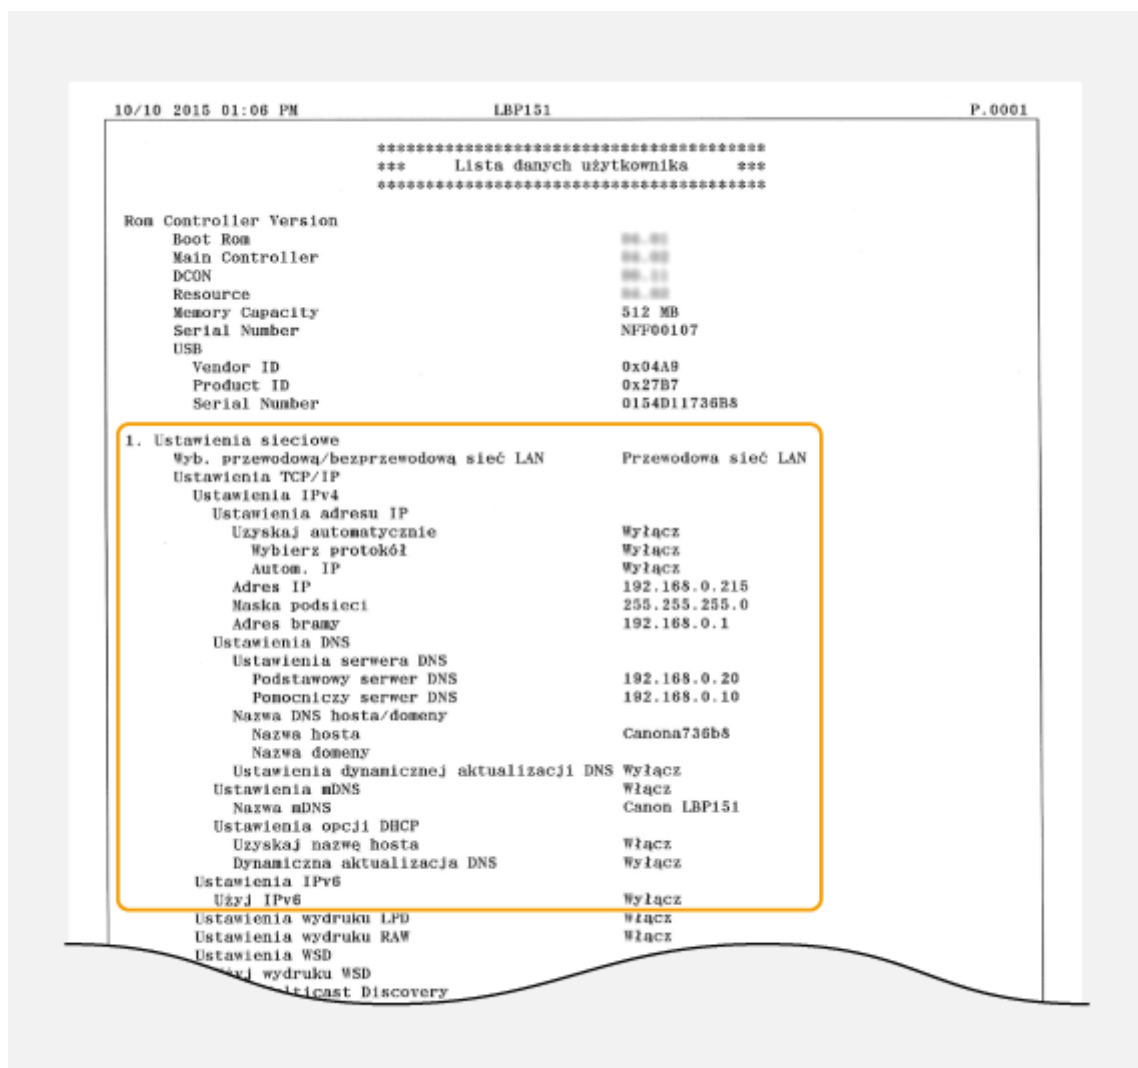 10/10 2015 01:06 PM LBP151 P.0001
****************************************
*** Lista danych użytkownika ***
****************************************
Rom Controller Version
Boot Rom
Main Controller
DCON
Resource
Memory Capacity 512 MB
Serial Number NFF00107
USB
Vendor ID 0x04A9
Product ID 0x27B7
Serial Number 0154D11736B8
1. Ustawienia sieciowe
Wyb. przewodową/bezprzewodową sieć LAN Przewodowa sieć LAN
Ustawienia TCP/IP
Ustawienia IPv4
Ustawienia adresu IP
Uzyskaj automatycznie Wyłącz
Wybierz protokół Wyłącz
Autom. IP Wyłącz
Adres IP 192.168.0.215
Maska podsieci 255.255.255.0
Adres bramy 192.168.0.1
Ustawienia DNS
Ustawienia serwera DNS
Podstawowy serwer DNS 192.168.0.20
Pomocniczy serwer DNS 192.168.0.10
Nazwa DNS hosta/domeny
Nazwa hosta Canona736b8
Nazwa domeny
Ustawienia dynamicznej aktualizacji DNS Wyłącz
Ustawienia mDNS Włącz
Nazwa mDNS Canon LBP151
Ustawienia opcji DHCP
Uzyskaj nazwę hosta Włącz
Dynamiczna aktualizacja DNS Wyłącz
Ustawienia IPv6
Użyj IPv6 Wyłącz
Ustawienia wydruku LPD Włącz
Ustawienia wydruku RAW Włącz
Ustawienia WSD
wydruku WSD
Discovery